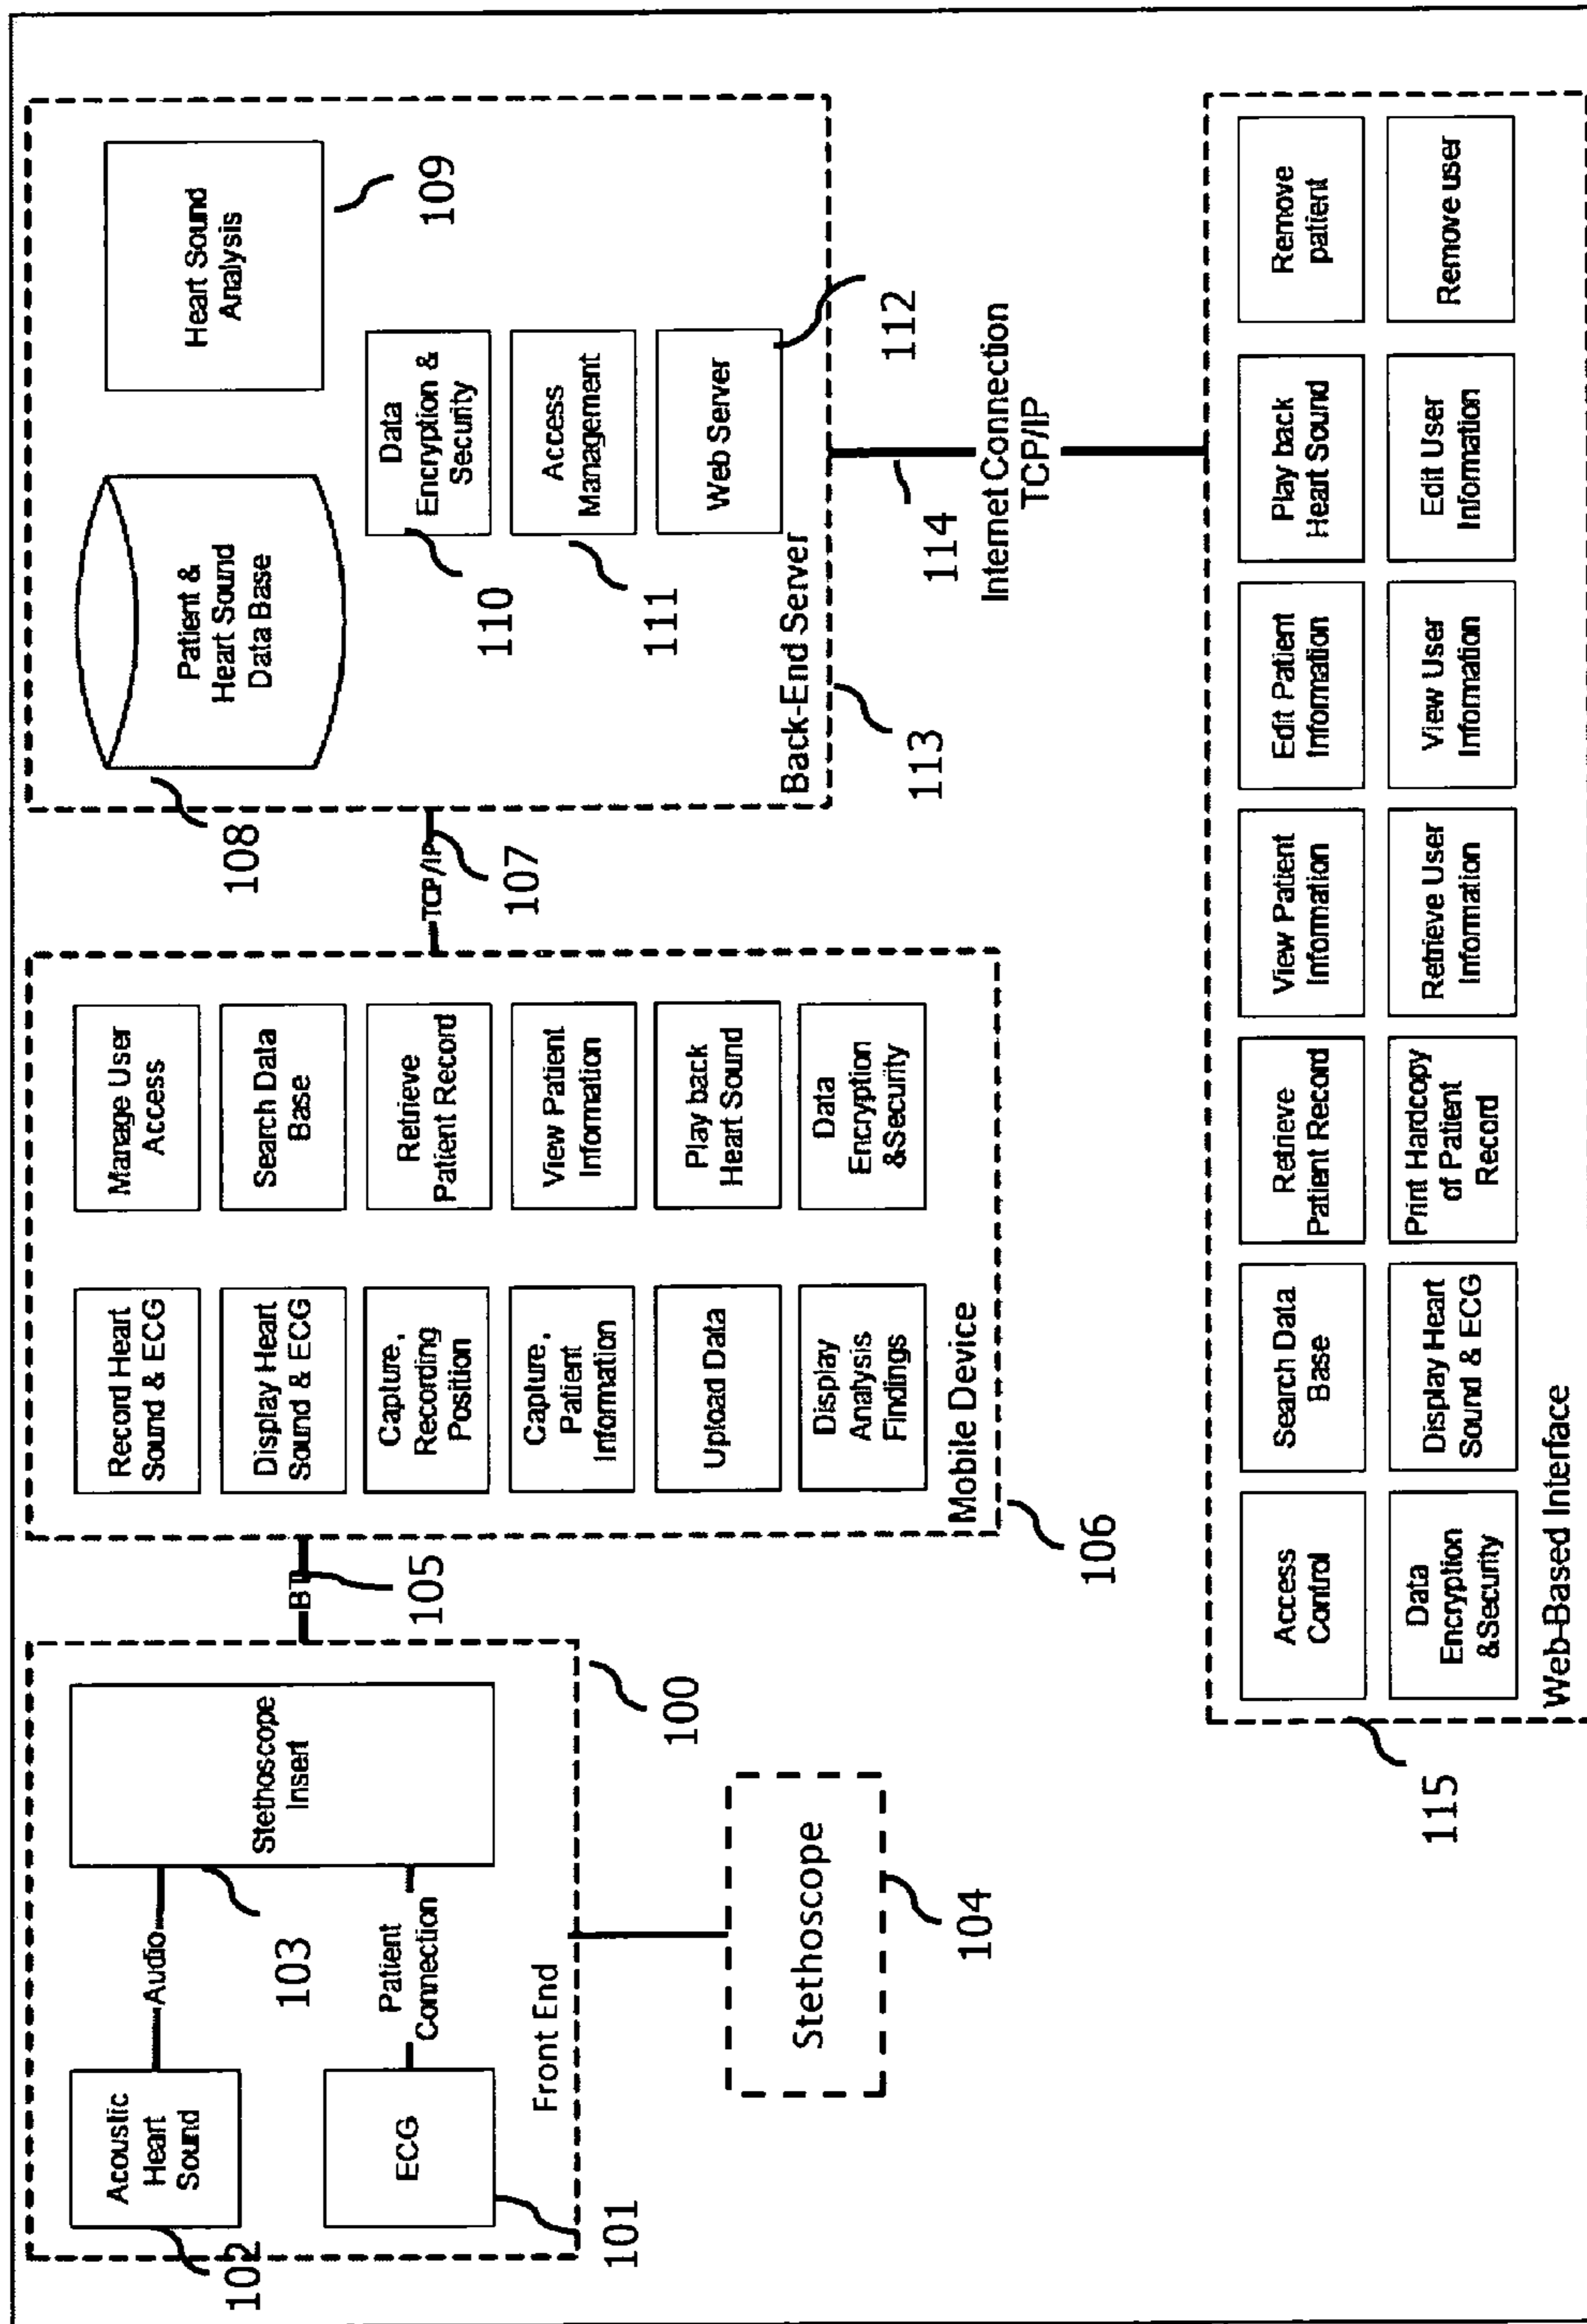 Acoustic
Heart
Sound
102
Audio
103
ECG
101
Patient
Connection
Stethoscope
Insert
Front End
100
Stethoscope
104
BT
105
Record Heart
Sound & ECG
Manage User
Access
Display Heart
Sound & ECG
Search Data
Base
Capture,
Recording
Position
Retrieve
Patient Record
Capture,
Patient
Information
View Patient
Information
Upload Data
Play back
Heart Sound
Display
Analysis
Findings
Data
Encryption
&Security
Mobile Device
106
TCP/IP
107
108
Patient &
Heart Sound
Data Base
Heart Sound
Analysis
109
Data
Encryption &
Security
110
Access
Management
111
Web Server
112
Back-End Server
113
114
Internet Connection
TCP/IP
Access
Control
Search Data
Base
Retrieve
Patient Record
View Patient
Information
Edit Patient
Information
Play back
Heart Sound
Remove
patient
Data
Encryption
&Security
Display Heart
Sound & ECG
Print Hardcopy
of Patient
Record
Retrieve User
Information
View User
Information
Edit User
Information
Remove user
Web-Based Interface
115